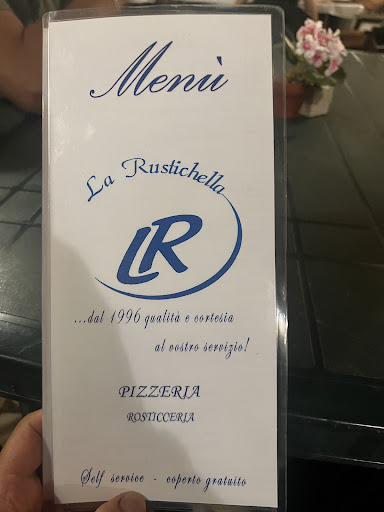 Menù
La Rustichella
LR
...dal 1996 qualità e cortesia
al vostro servizio!
PIZZERIA
ROSTICCERIA
Self service - coperto gratuito